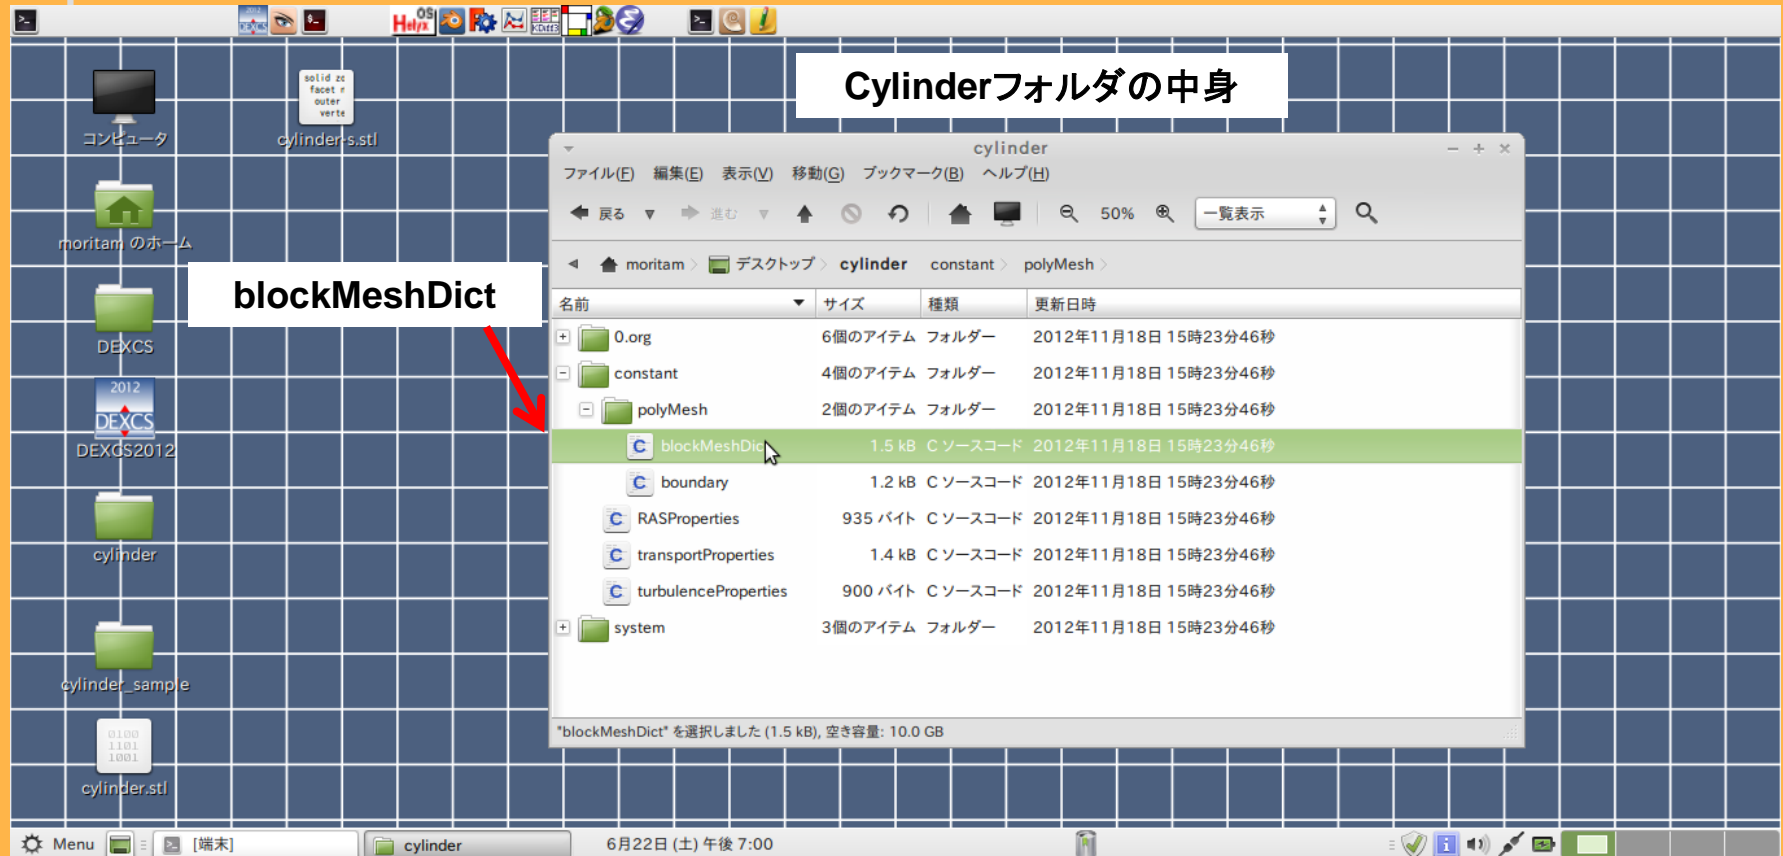 Helyx OS
KDiff3
Cylinderフォルダの中身
solid zc
facet n
outer
verte
コンピュータ
cylinder-s.stl
cylinder
ファイル(F) 編集(E) 表示(V) 移動(G) ブックマーク(B) ヘルプ(H)
戻る 進む 50% 一覧表示
moritam のホーム
moritam デスクトップ cylinder constant polyMesh
blockMeshDict
名前 サイズ 種類 更新日時
0.org 6個のアイテム フォルダー 2012年11月18日 15時23分46秒
DEXCS
constant 4個のアイテム フォルダー 2012年11月18日 15時23分46秒
2012
DEXCS
polyMesh 2個のアイテム フォルダー 2012年11月18日 15時23分46秒
DEXCS2012
blockMeshDic 1.5 kB C ソースコード 2012年11月18日 15時23分46秒
boundary 1.2 kB C ソースコード 2012年11月18日 15時23分46秒
RASProperties 935 バイト C ソースコード 2012年11月18日 15時23分46秒
cylinder
transportProperties 1.4 kB C ソースコード 2012年11月18日 15時23分46秒
turbulenceProperties 900 バイト C ソースコード 2012年11月18日 15時23分46秒
system 3個のアイテム フォルダー 2012年11月18日 15時23分46秒
cylinder_sample
"blockMeshDict" を選択しました (1.5 kB), 空き容量: 10.0 GB
0100
1101
1001
cylinder.stl
Menu [端末] cylinder 6月22日 (土) 午後 7:00